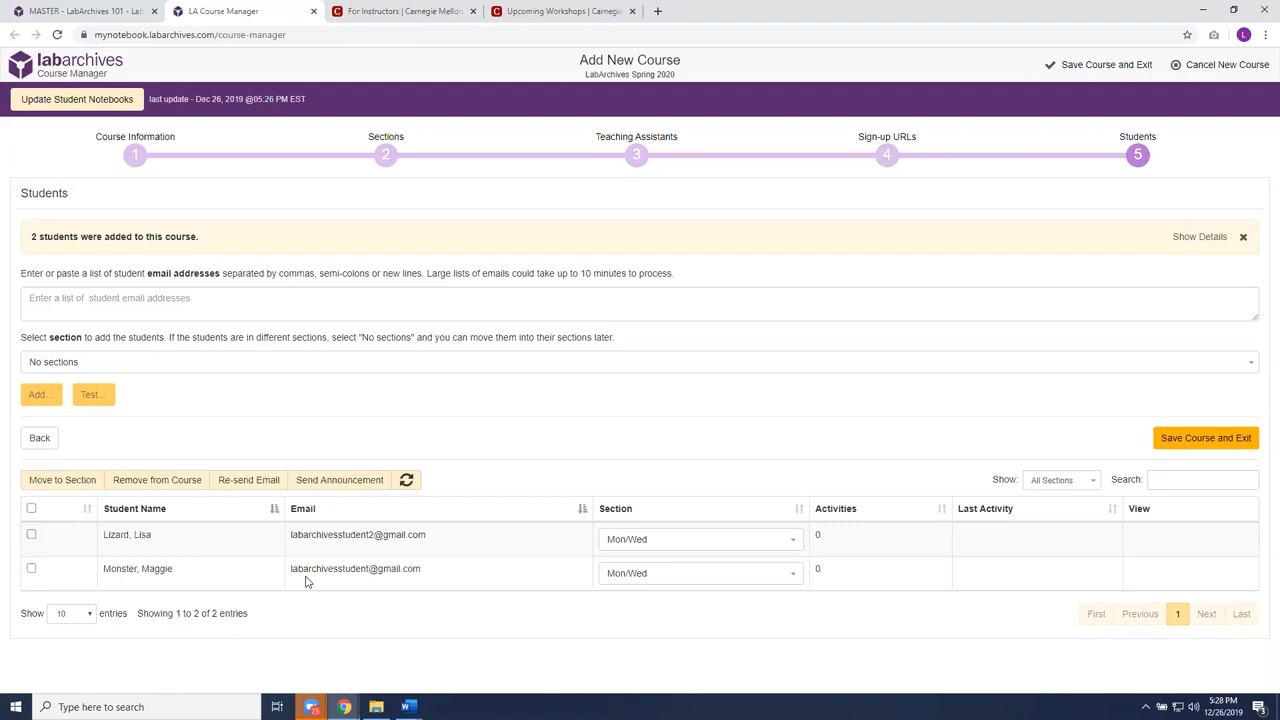 MASTER - LabArchives 101 - Lab
LA Course Manager
For Instructors | Carnegie Mellon
Upcoming Workshops | Carnegie
mynotebook.labarchives.com/course-manager
L
labarchives
Course Manager
Add New Course
LabArchives Spring 2020
Save Course and Exit
Cancel New Course
Update Student Notebooks
last update - Dec 26, 2019 @05:26 PM EST
Course Information
Sections
Teaching Assistants
Sign-up URLs
Students
1
2
3
4
5
Students
2 students were added to this course.
Show Details
Enter or paste a list of student email addresses separated by commas, semi-colons or new lines. Large lists of emails could take up to 10 minutes to process.
Enter a list of student email addresses
Select section to add the students. If the students are in different sections, select "No sections" and you can move them into their sections later.
No sections
Add...
Test...
Back
Save Course and Exit
Move to Section
Remove from Course
Re-send Email
Send Announcement
Show: All Sections
Search:
Student Name Email Section Activities Last Activity View
Lizard, Lisa labarchivesstudent2@gmail.com Mon/Wed 0
Monster, Maggie labarchivesstudent@gmail.com Mon/Wed 0
Show 10 entries Showing 1 to 2 of 2 entries
First Previous 1 Next Last
Type here to search
25
5:28 PM
12/26/2019
3